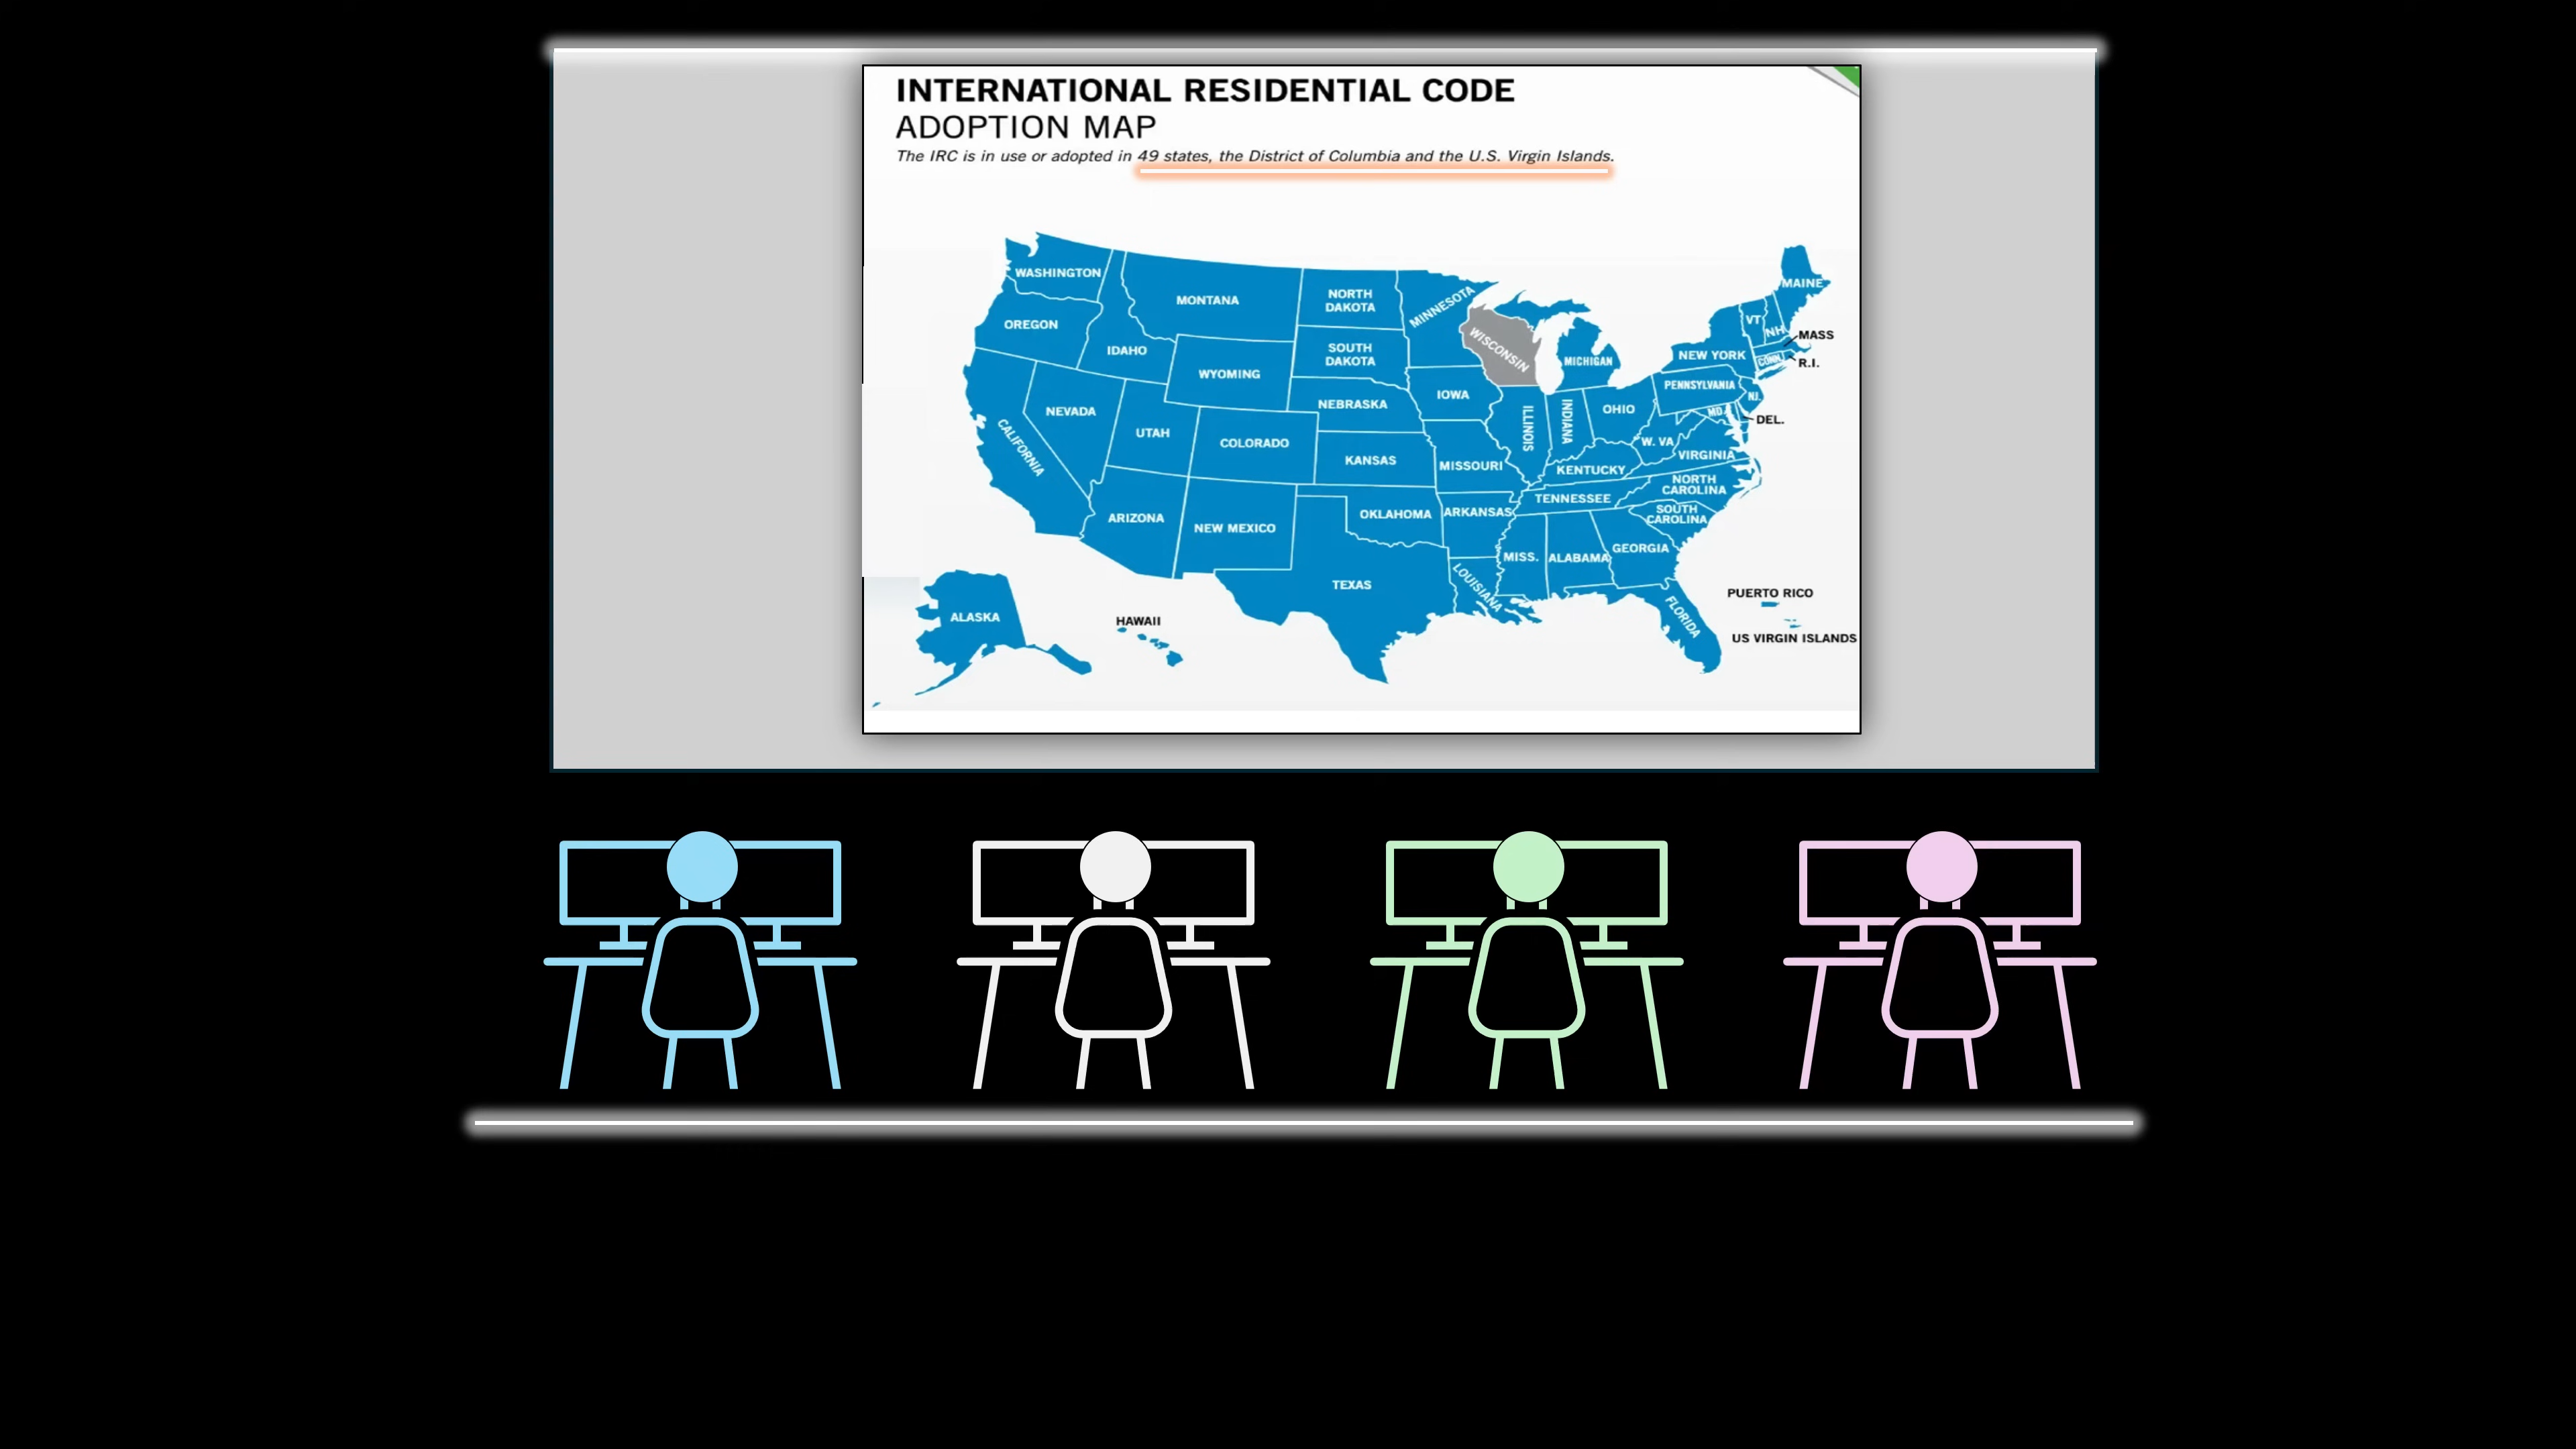 INTERNATIONAL RESIDENTIAL CODE
ADOPTION MAP
The IRC is in use or adopted in 49 states, the District of Columbia and the U.S. Virgin Islands.
WASHINGTON
OREGON
CALIFORNIA
IDAHO
NEVADA
MONTANA
WYOMING
UTAH
ARIZONA
COLORADO
NEW MEXICO
NORTH
DAKOTA
SOUTH
DAKOTA
NEBRASKA
KANSAS
OKLAHOMA
TEXAS
MINNESOTA
IOWA
MISSOURI
ARKANSAS
LOUISIANA
WISCONSIN
ILLINOIS
INDIANA
MICHIGAN
OHIO
KENTUCKY
TENNESSEE
MISS.
ALABAMA
GEORGIA
FLORIDA
SOUTH
CAROLINA
NORTH
CAROLINA
VIRGINIA
W. VA
MD.
DEL.
PENNSYLVANIA
NJ.
NEW YORK
CONN.
R.I.
MASS
VT
NH
MAINE
ALASKA
HAWAII
PUERTO RICO
US VIRGIN ISLANDS